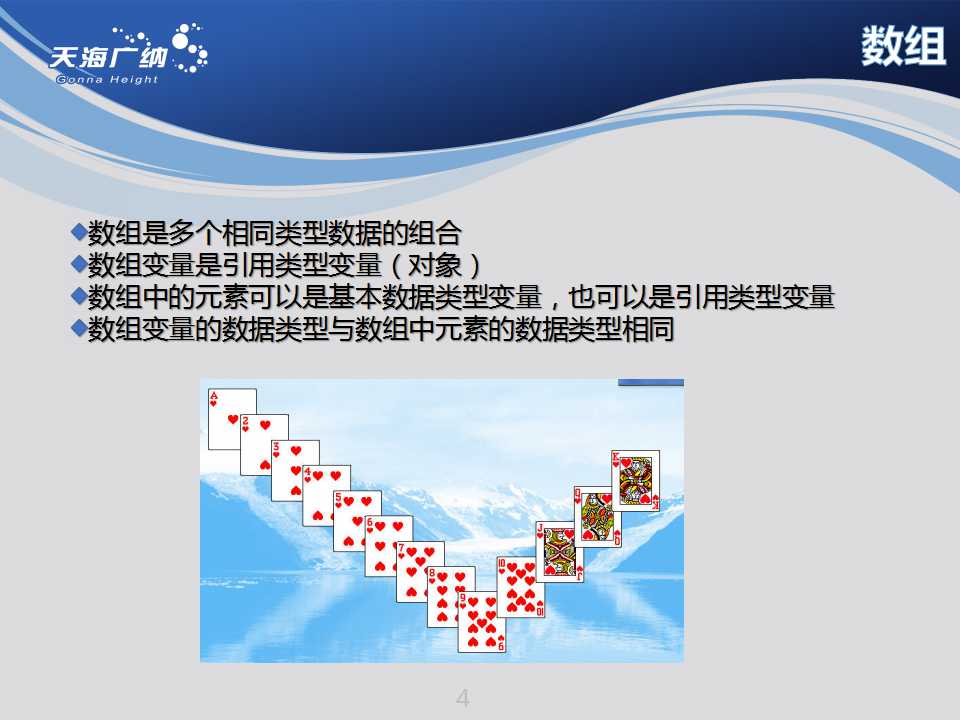 天海广纳
Gonna Height
数组
数组是多个相同类型数据的组合
数组变量是引用类型变量（对象）
数组中的元素可以是基本数据类型变量，也可以是引用类型变量
数组变量的数据类型与数组中元素的数据类型相同
A
2
3
4
5
6
7
8
9
10
J
Q
K
4